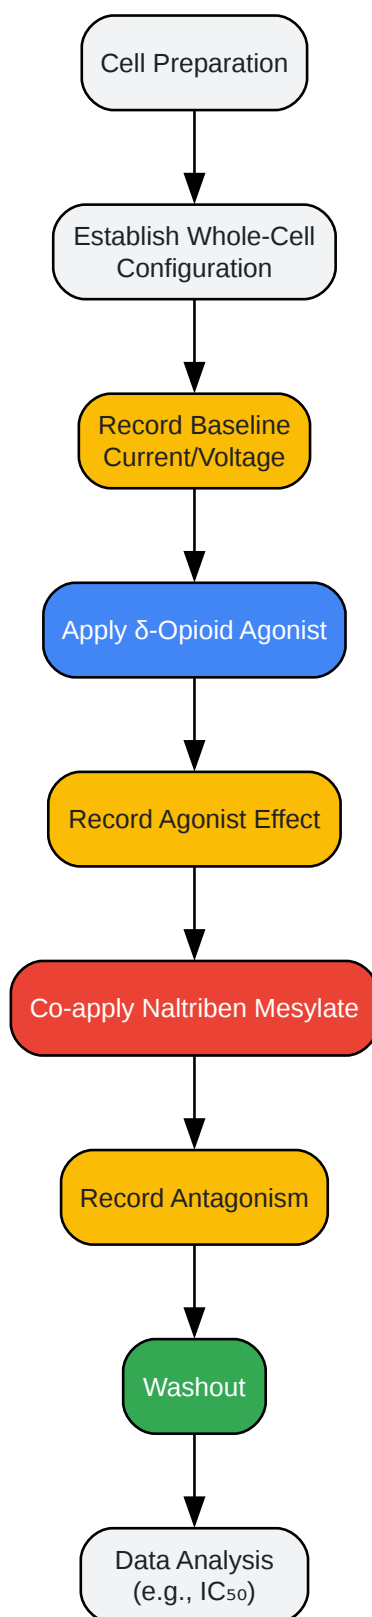 Cell Preparation
Establish Whole-Cell
Configuration
Record Baseline
Current/Voltage
Apply δ-Opioid Agonist
Record Agonist Effect
Co-apply Naltriben Mesylate
Record Antagonism
Washout
Data Analysis
(e.g., IC₅₀)